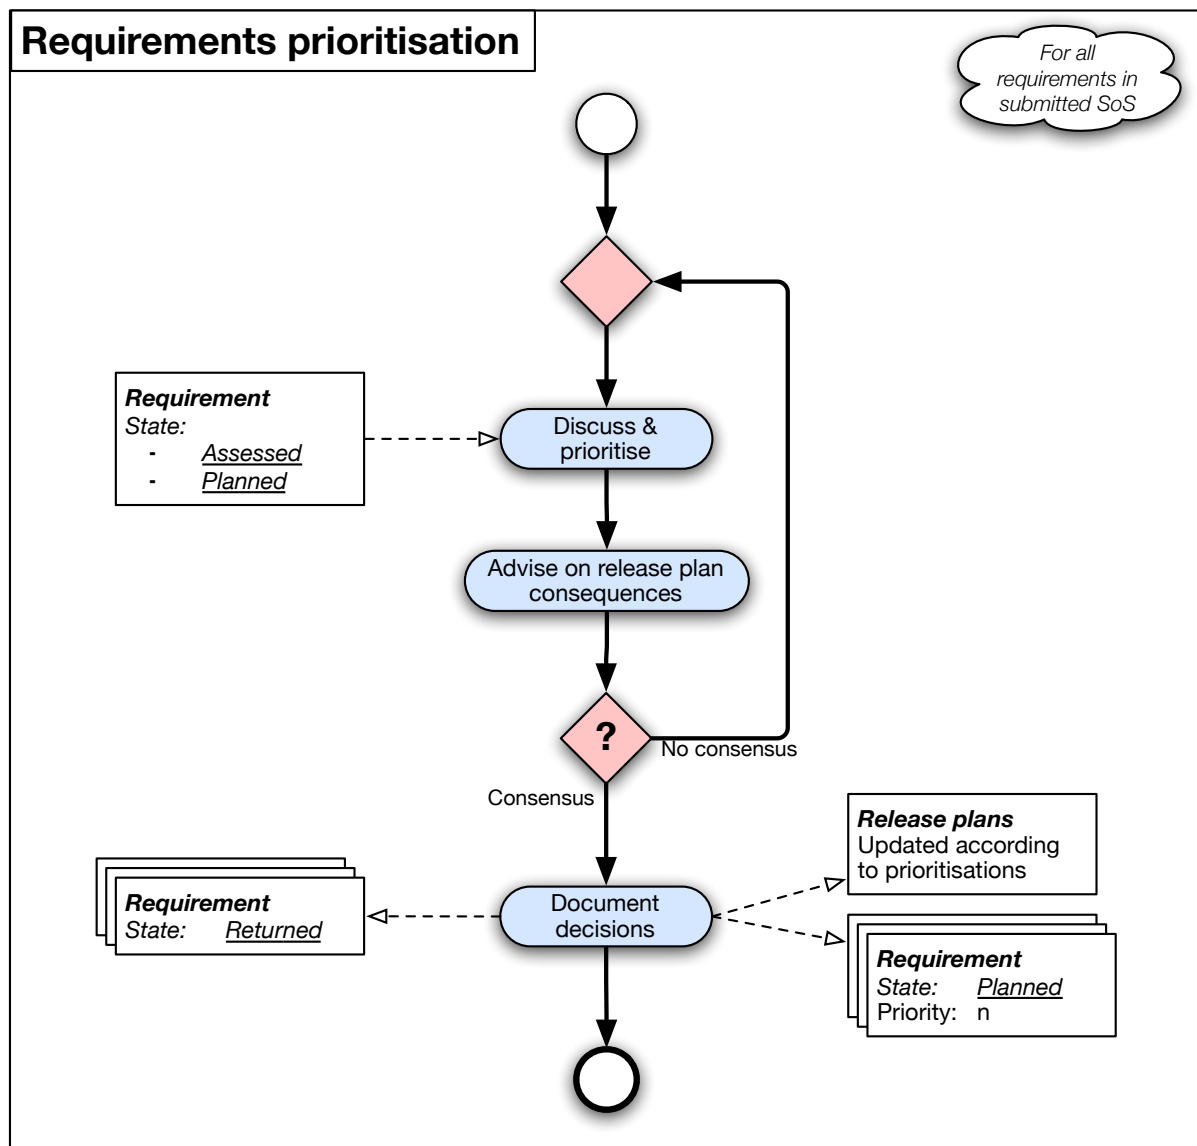 Requirements prioritisation
For all
requirements in
submitted SoS
Requirement
State:
- Assessed
- Planned
Discuss &
prioritise
Advise on release plan
consequences
?
No consensus
Consensus
Release plans
Updated according
to prioritisations
Requirement
State: Returned
Document
decisions
Requirement
State: Planned
Priority: n